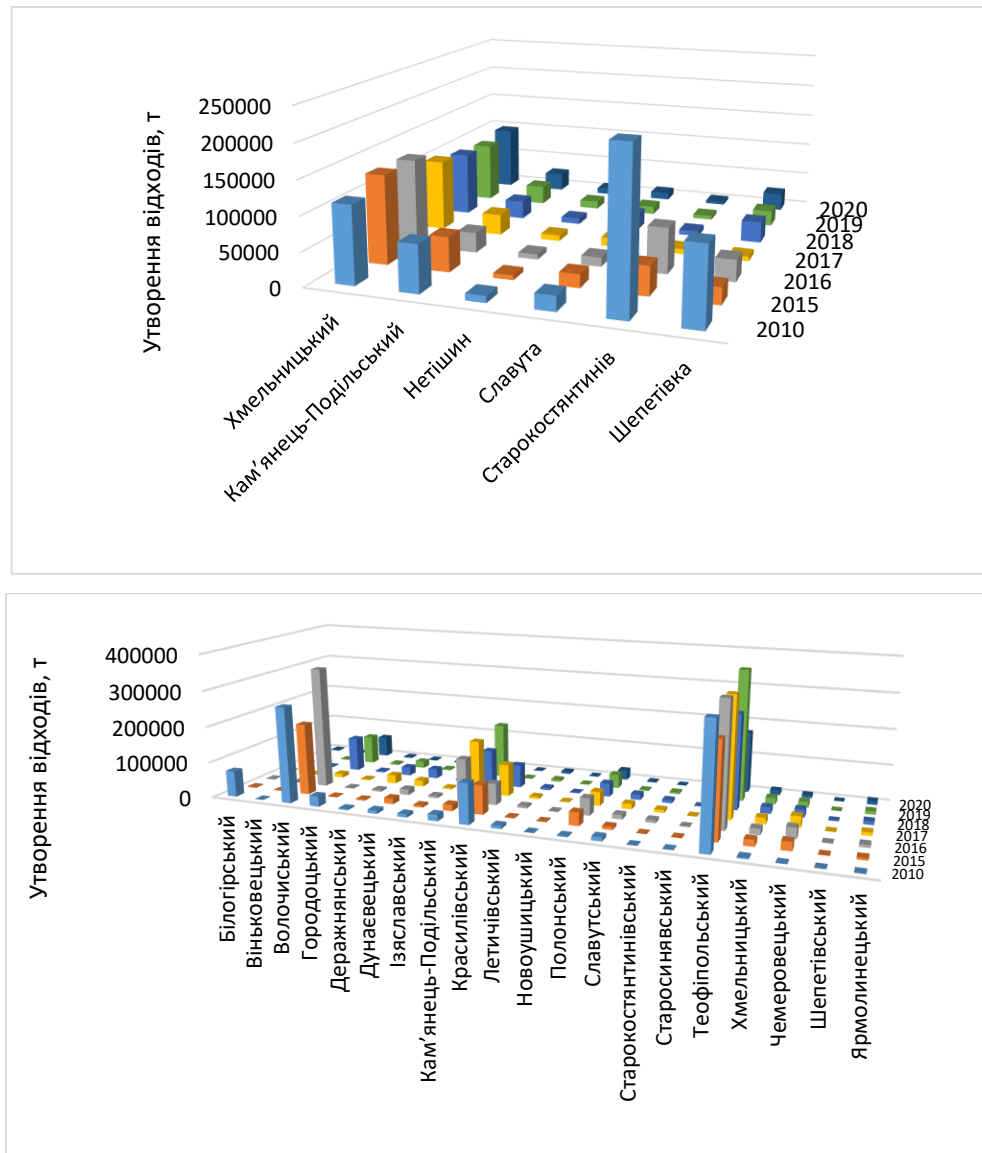 Утворення відходів, т
250000
200000
150000
100000
50000
0
Хмельницький
Кам’янець-Подільський
Нетішин
Славута
Старокостянтинів
Шепетівка
2020
2019
2018
2017
2016
2015
2010
Утворення відходів, т
400000
300000
200000
100000
0
Білогірський
Віньковецький
Волочиський
Городоцький
Деражнянський
Дунаєвецький
Ізяславський
Кам’янець-Подільський
Красилівський
Летичівський
Новоушицький
Полонський
Славутський
Старокостянтинівський
Старосинявський
Теофіпольський
Хмельницький
Чемеровецький
Шепетівський
Ярмолинецький
2020
2019
2018
2017
2016
2015
2010